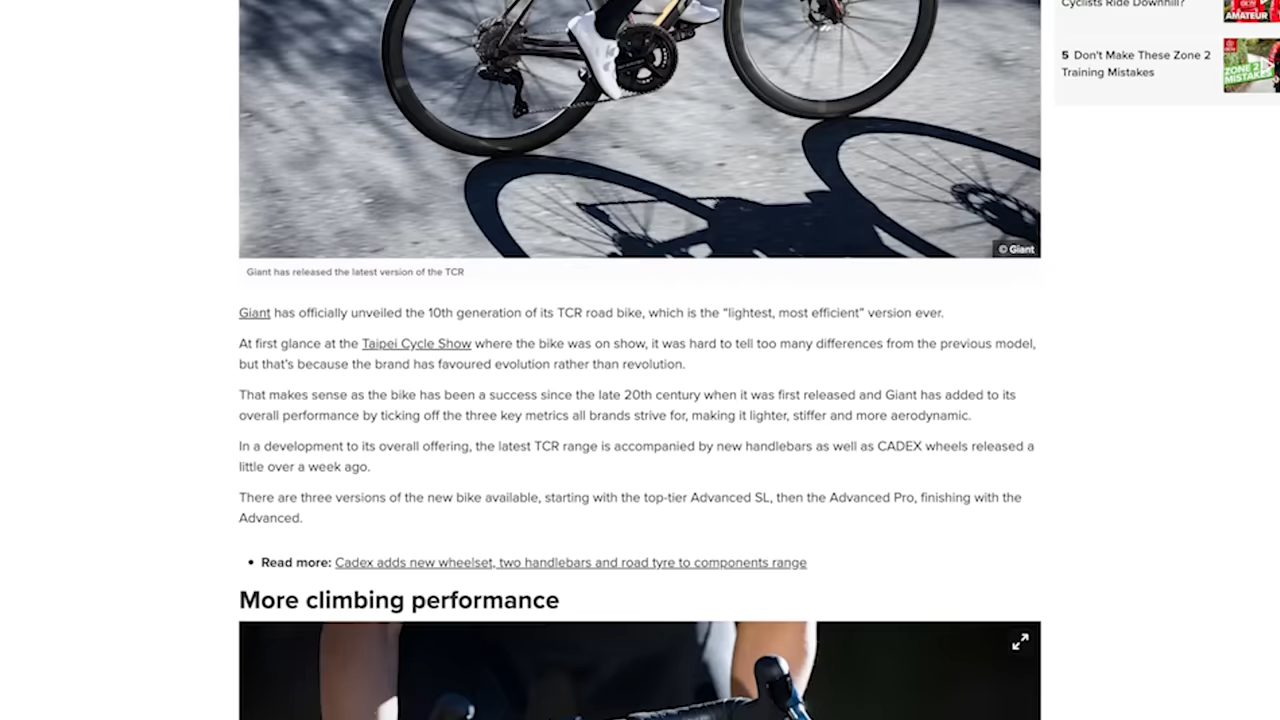 Cyclists Ride Downhill?
AMATEUR
5 Don't Make These Zone 2
Training Mistakes
ZONE 2
MISTAKES
© Giant
Giant has released the latest version of the TCR
Giant has officially unveiled the 10th generation of its TCR road bike, which is the “lightest, most efficient” version ever.
At first glance at the Taipei Cycle Show where the bike was on show, it was hard to tell too many differences from the previous model,
but that’s because the brand has favoured evolution rather than revolution.
That makes sense as the bike has been a success since the late 20th century when it was first released and Giant has added to its
overall performance by ticking off the three key metrics all brands strive for, making it lighter, stiffer and more aerodynamic.
In a development to its overall offering, the latest TCR range is accompanied by new handlebars as well as CADEX wheels released a
little over a week ago.
There are three versions of the new bike available, starting with the top-tier Advanced SL, then the Advanced Pro, finishing with the
Advanced.
• Read more: Cadex adds new wheelset, two handlebars and road tyre to components range
More climbing performance